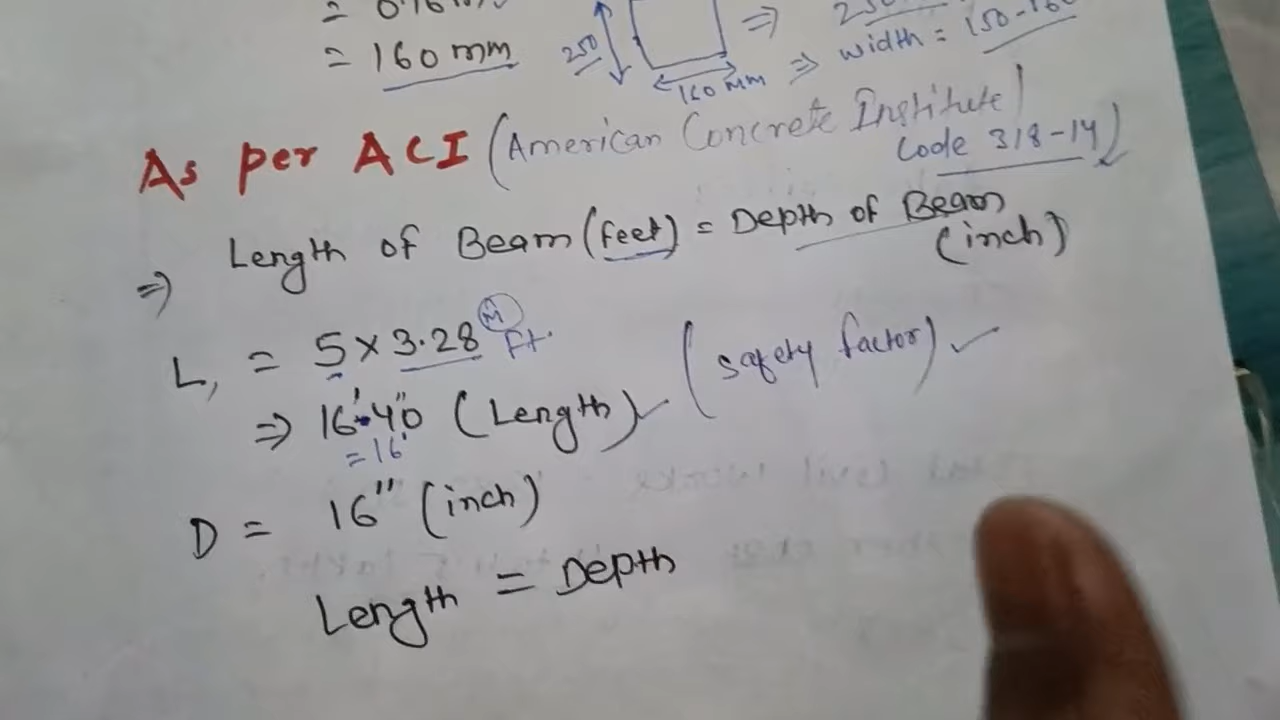 = 160 mm
250
160 mm
⇒ width = 150-160
As per ACI (American Concrete Institute)
Code 318-14)
⇒ Length of Beam (feet) = Depth of Beam
(inch)
L, = 5 x 3.28 M Ft.
⇒ 16'-40" (Length) ✓ (Safety factor) ✓
= 16'
D = 16" (inch)
Length = Depth